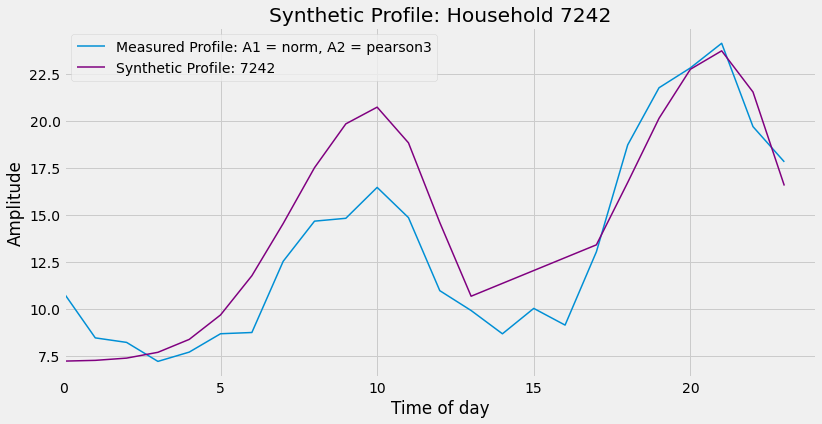 Synthetic Profile: Household 7242
Measured Profile: A1 = norm, A2 = pearson3
Synthetic Profile: 7242
Amplitude
22.5
20.0
17.5
15.0
12.5
10.0
7.5
0
5
10
15
20
Time of day